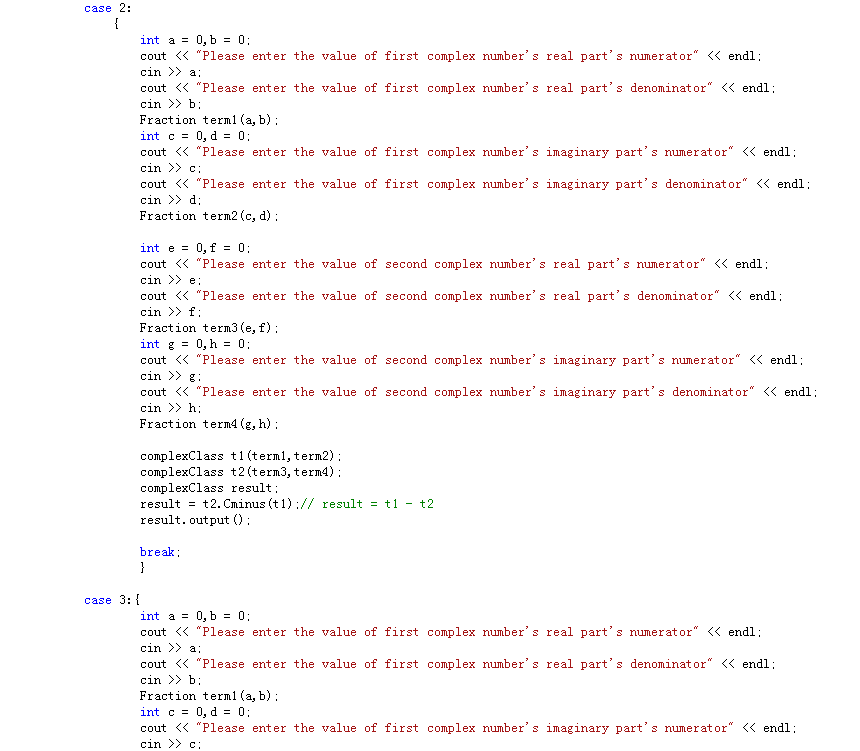 case 2:
{
int a = 0,b = 0;
cout << "Please enter the value of first complex number's real part's numerator" << endl;
cin >> a;
cout << "Please enter the value of first complex number's real part's denominator" << endl;
cin >> b;
Fraction term1(a,b);
int c = 0,d = 0;
cout << "Please enter the value of first complex number's imaginary part's numerator" << endl;
cin >> c;
cout << "Please enter the value of first complex number's imaginary part's denominator" << endl;
cin >> d;
Fraction term2(c,d);
int e = 0,f = 0;
cout << "Please enter the value of second complex number's real part's numerator" << endl;
cin >> e;
cout << "Please enter the value of second complex number's real part's denominator" << endl;
cin >> f;
Fraction term3(e,f);
int g = 0,h = 0;
cout << "Please enter the value of second complex number's imaginary part's numerator" << endl;
cin >> g;
cout << "Please enter the value of second complex number's imaginary part's denominator" << endl;
cin >> h;
Fraction term4(g,h);
complexClass t1(term1,term2);
complexClass t2(term3,term4);
complexClass result;
result = t2.Cminus(t1);// result = t1 - t2
result.output();
break;
}
case 3:{
int a = 0,b = 0;
cout << "Please enter the value of first complex number's real part's numerator" << endl;
cin >> a;
cout << "Please enter the value of first complex number's real part's denominator" << endl;
cin >> b;
Fraction term1(a,b);
int c = 0,d = 0;
cout << "Please enter the value of first complex number's imaginary part's numerator" << endl;
cin >> c;